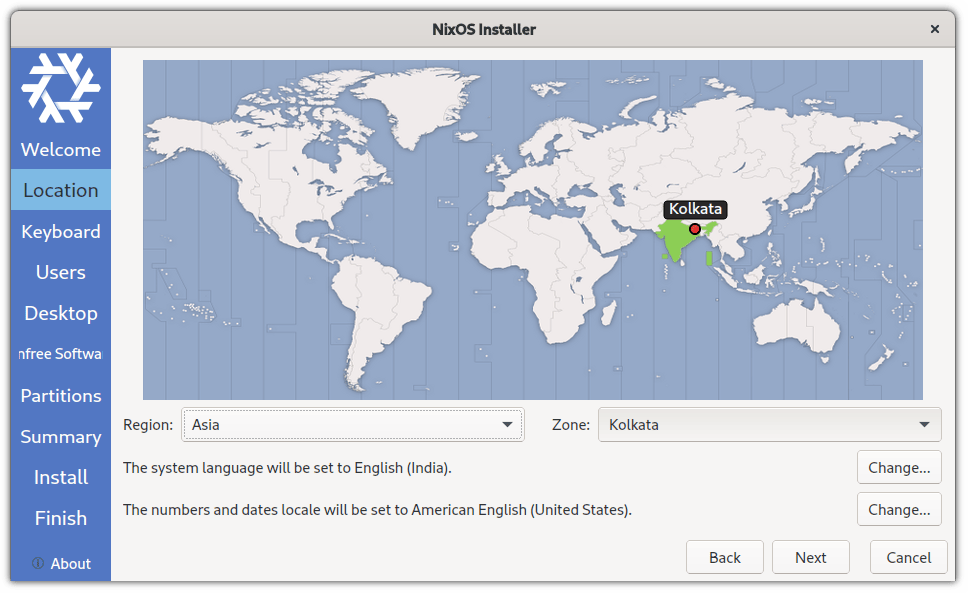 NixOS Installer
Welcome
Location
Keyboard
Users
Desktop
nfree Softwa
Partitions
Summary
Install
Finish
About
Kolkata
Region: Asia Zone: Kolkata
The system language will be set to English (India). Change...
The numbers and dates locale will be set to American English (United States). Change...
Back Next Cancel